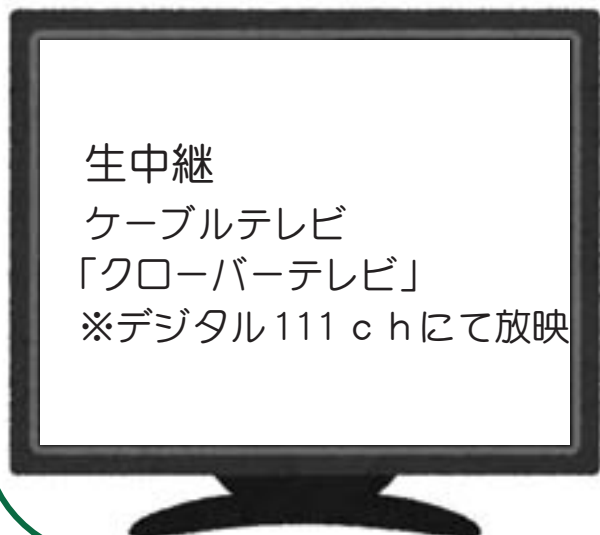 生中継
ケーブルテレビ
「クローバーテレビ」
※デジタル111ｃｈにて放映